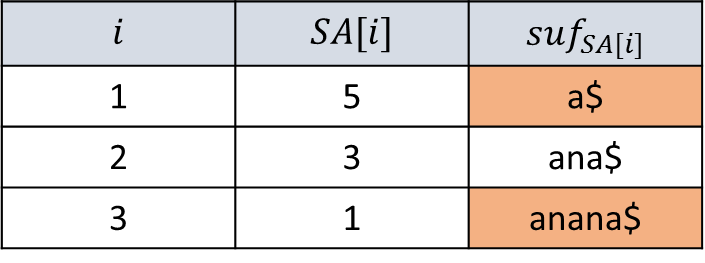 i SA[i] suf_SA[i]
1 5 a$
2 3 ana$
3 1 anana$